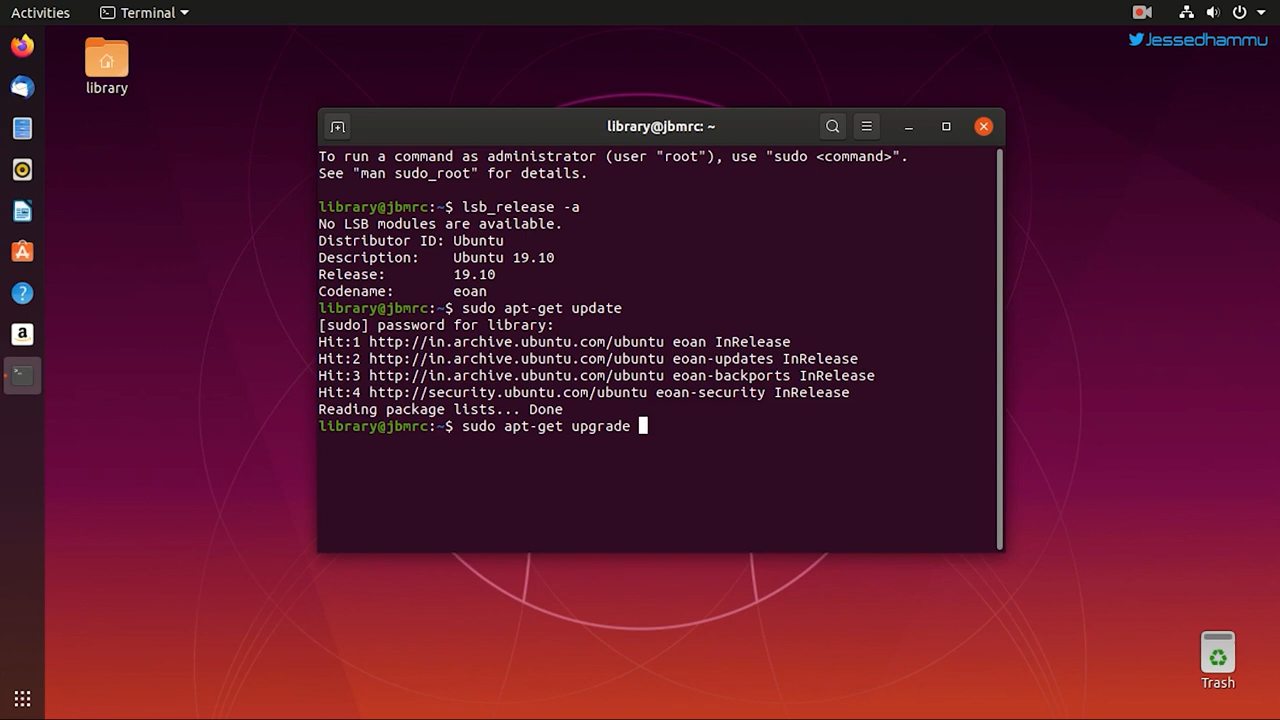 Activities
Terminal
Jessedhammu
library
library@jbmrc: ~
To run a command as administrator (user "root"), use "sudo <command>".
See "man sudo_root" for details.
library@jbmrc:~$ lsb_release -a
No LSB modules are available.
Distributor ID: Ubuntu
Description:    Ubuntu 19.10
Release:        19.10
Codename:       eoan
library@jbmrc:~$ sudo apt-get update
[sudo] password for library:
Hit:1 http://in.archive.ubuntu.com/ubuntu eoan InRelease
Hit:2 http://in.archive.ubuntu.com/ubuntu eoan-updates InRelease
Hit:3 http://in.archive.ubuntu.com/ubuntu eoan-backports InRelease
Hit:4 http://security.ubuntu.com/ubuntu eoan-security InRelease
Reading package lists... Done
library@jbmrc:~$ sudo apt-get upgrade
Trash